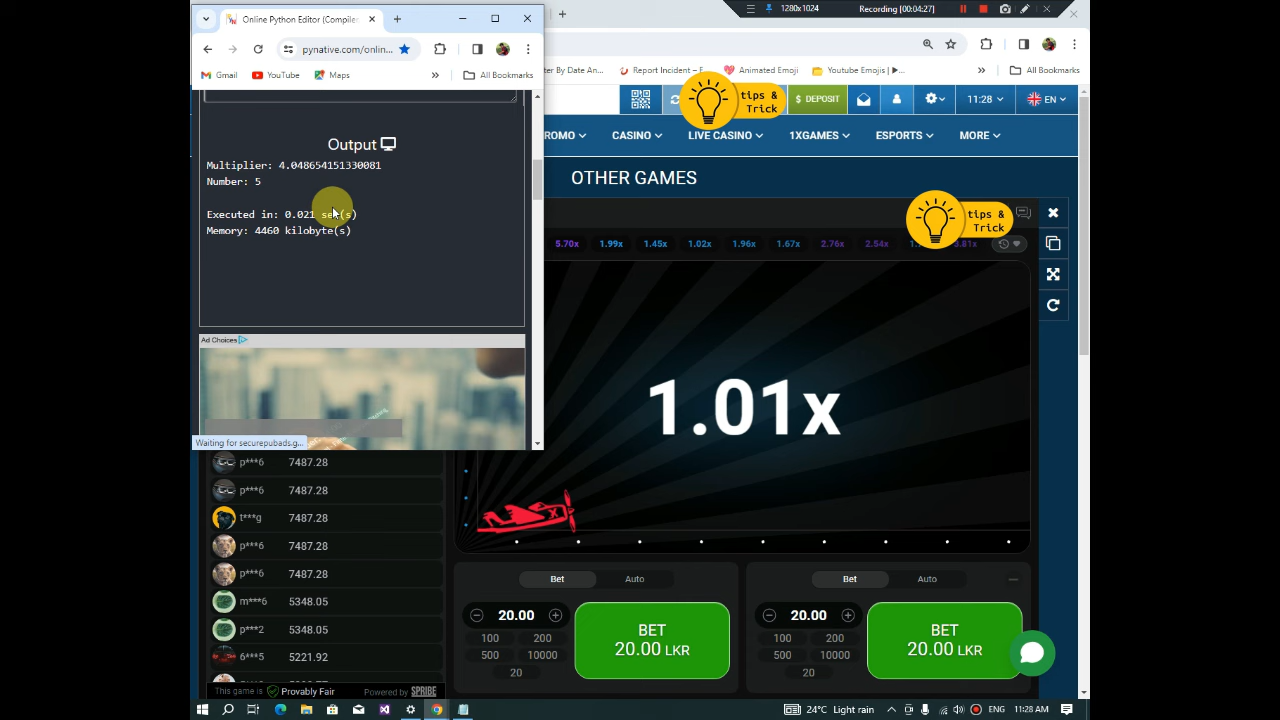 Online Python Editor (Compiler
Recording [00:04:27]
1280x1024
pynative.com/onlin...
Gmail
YouTube
Maps
All Bookmarks
ter By Date An...
Report Incident – F...
Animated Emoji
Youtube Emojis | ►...
All Bookmarks
tips &
Trick
$ DEPOSIT
11:28
EN
ROMO
CASINO
LIVE CASINO
1XGAMES
ESPORTS
MORE
Output
Multiplier: 4.048654151330081
Number: 5
Executed in: 0.021 sec(s)
Memory: 4460 kilobyte(s)
OTHER GAMES
tips &
Trick
5.70x
1.99x
1.45x
1.02x
1.96x
1.67x
2.76x
2.54x
Ad Choices
1.01x
Waiting for securepubads.g...
p***6 7487.28
p***6 7487.28
t***g 7487.28
p***6 7487.28
p***6 7487.28
m***6 5348.05
p***2 5348.05
6***5 5221.92
Bet
Auto
20.00
100
200
500
10000
20
BET
20.00 LKR
Bet
Auto
20.00
100
200
500
10000
20
BET
20.00 LKR
This game is
Provably Fair
Powered by SPRIBE
24°C Light rain
ENG
11:28 AM